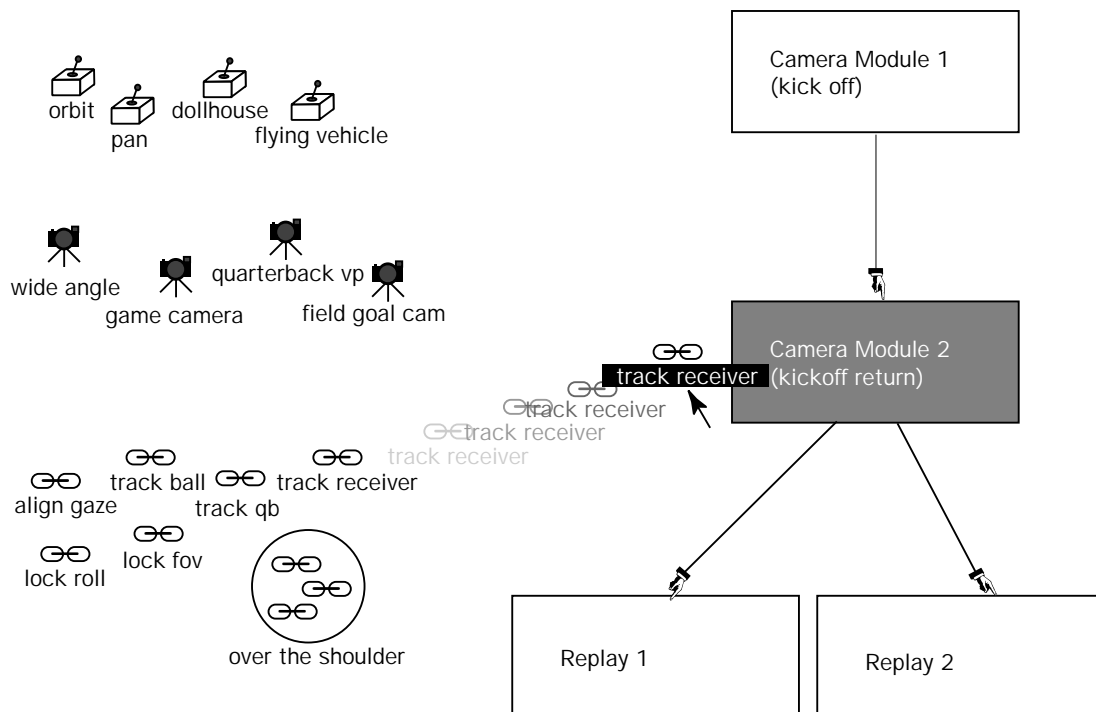 Camera Module 1
(kick off)
orbit
dollhouse
pan
flying vehicle
quarterback vp
wide angle
game camera
field goal cam
Camera Module 2
(kickoff return)
track receiver
track receiver
track receiver
track receiver
track ball
track receiver
align gaze
track qb
lock fov
lock roll
over the shoulder
Replay 1
Replay 2